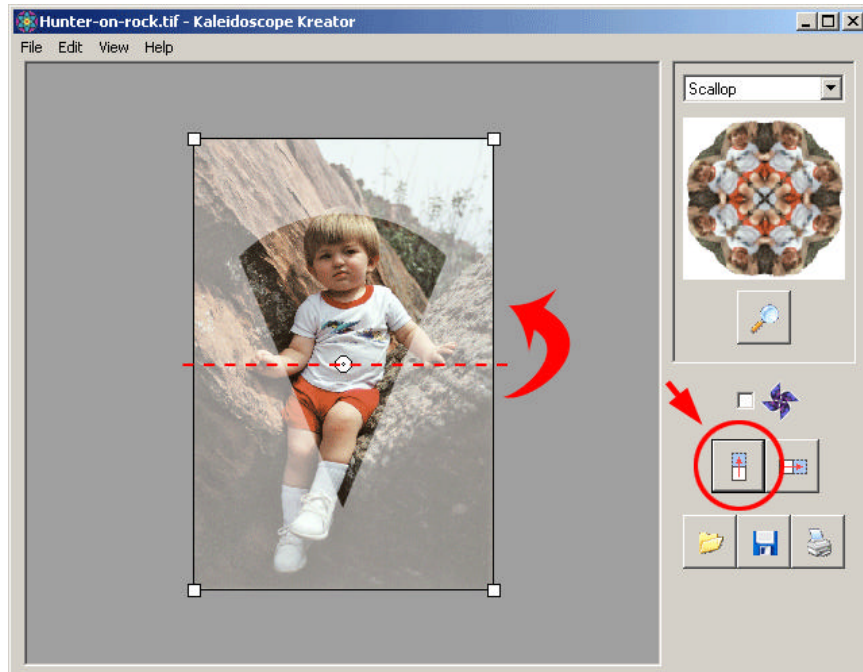 Hunter-on-rock.tif - Kaleidoscope Kreator
File Edit View Help
Scallop